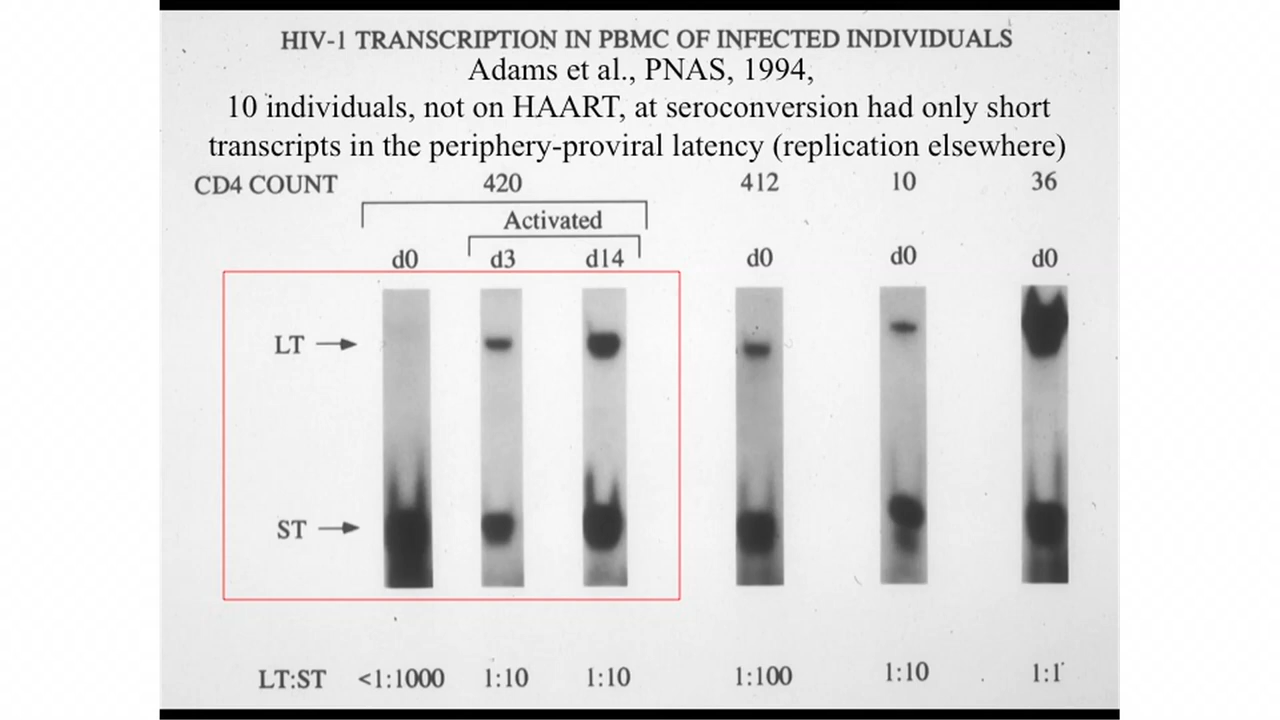 HIV-1 TRANSCRIPTION IN PBMC OF INFECTED INDIVIDUALS
Adams et al., PNAS, 1994,
10 individuals, not on HAART, at seroconversion had only short
transcripts in the periphery-proviral latency (replication elsewhere)
CD4 COUNT 420 412 10 36
Activated
d0 d3 d14 d0 d0 d0
LT
ST
LT:ST <1:1000 1:10 1:10 1:100 1:10 1:1